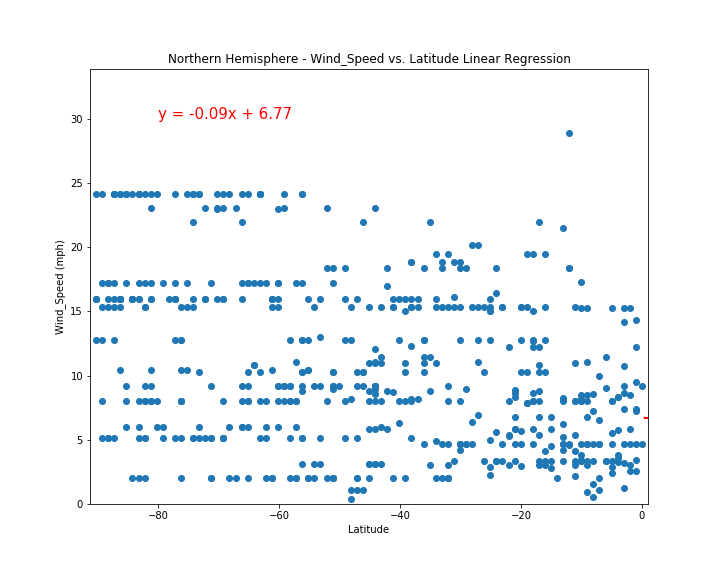 Northern Hemisphere - Wind_Speed vs. Latitude Linear Regression
y = -0.09x + 6.77
30
25
20
15
10
5
0
Wind_Speed (mph)
−80 −60 −40 −20 0
Latitude